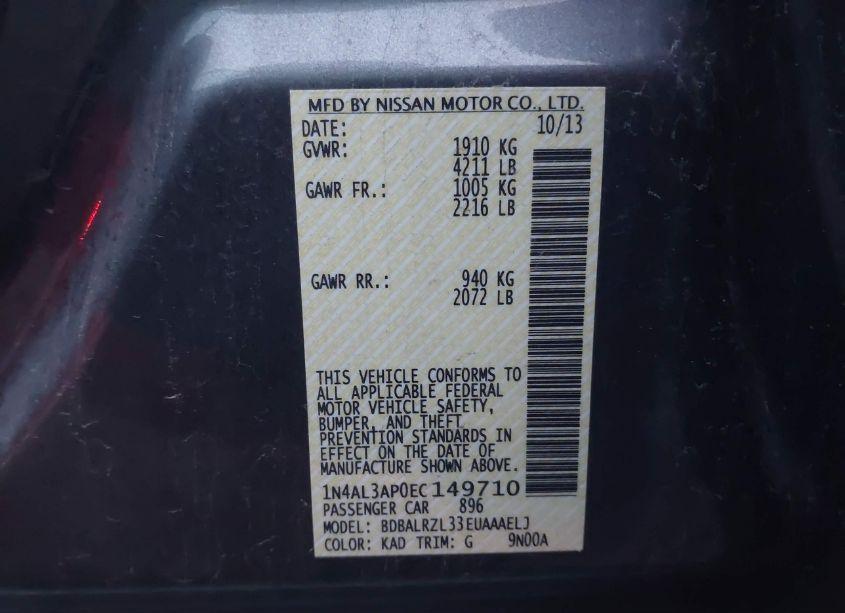 MFD BY NISSAN MOTOR CO., LTD.
DATE: 10/13
GVWR: 1910 KG
4211 LB
GAWR FR.: 1005 KG
2216 LB
GAWR RR.: 940 KG
2072 LB
THIS VEHICLE CONFORMS TO
ALL APPLICABLE FEDERAL
MOTOR VEHICLE SAFETY,
BUMPER, AND THEFT
PREVENTION STANDARDS IN
EFFECT ON THE DATE OF
MANUFACTURE SHOWN ABOVE.
1N4AL3AP0EC149710
PASSENGER CAR 896
MODEL: BDBALRZL33EUAAAELJ
COLOR: KAD TRIM: G 9N00A